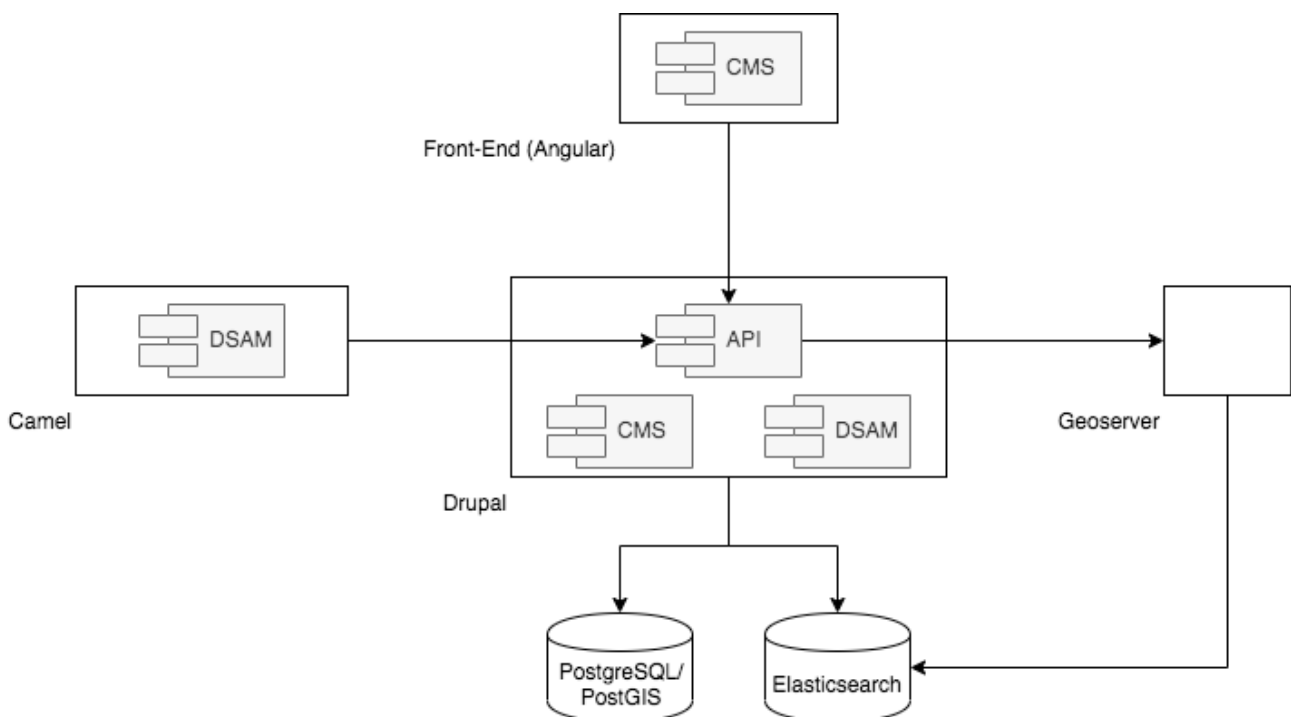 CMS
Front-End (Angular)
DSAM
API
Camel
Geoserver
CMS
DSAM
Drupal
PostgreSQL/
PostGIS
Elasticsearch